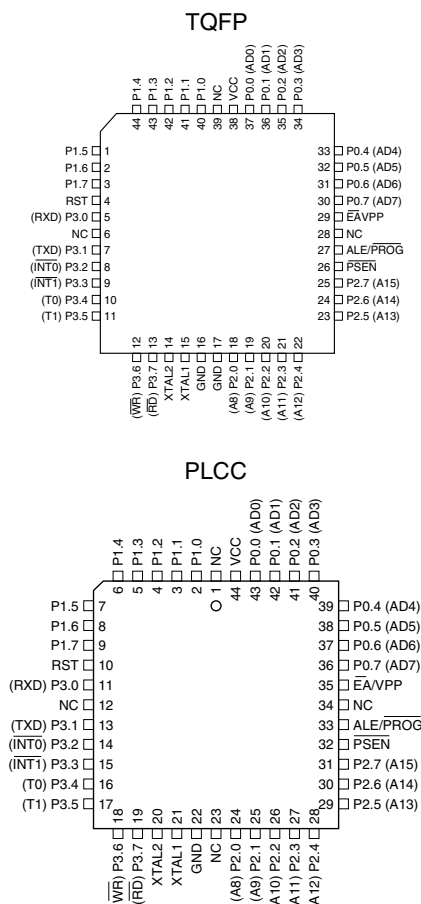 TQFP
P1.4
P1.3
P1.2
P1.1
P1.0
NC
VCC
P0.0 (AD0)
P0.1 (AD1)
P0.2 (AD2)
P0.3 (AD3)
44 43 42 41 40 39 38 37 36 35 34
P1.5 1 33 P0.4 (AD4)
P1.6 2 32 P0.5 (AD5)
P1.7 3 31 P0.6 (AD6)
RST 4 30 P0.7 (AD7)
(RXD) P3.0 5 29 EAVPP
NC 6 28 NC
(TXD) P3.1 7 27 ALE/PROG
(INT0) P3.2 8 26 PSEN
(INT1) P3.3 9 25 P2.7 (A15)
(T0) P3.4 10 24 P2.6 (A14)
(T1) P3.5 11 23 P2.5 (A13)
12 13 14 15 16 17 18 19 20 21 22
(WR) P3.6
(RD) P3.7
XTAL2
XTAL1
GND
GND
(A8) P2.0
(A9) P2.1
(A10) P2.2
(A11) P2.3
(A12) P2.4
PLCC
P1.4
P1.3
P1.2
P1.1
P1.0
NC
VCC
P0.0 (AD0)
P0.1 (AD1)
P0.2 (AD2)
P0.3 (AD3)
6 5 4 3 2 1 44 43 42 41 40
P1.5 7 39 P0.4 (AD4)
P1.6 8 38 P0.5 (AD5)
P1.7 9 37 P0.6 (AD6)
RST 10 36 P0.7 (AD7)
(RXD) P3.0 11 35 EA/VPP
NC 12 34 NC
(TXD) P3.1 13 33 ALE/PROG
(INT0) P3.2 14 32 PSEN
(INT1) P3.3 15 31 P2.7 (A15)
(T0) P3.4 16 30 P2.6 (A14)
(T1) P3.5 17 29 P2.5 (A13)
18 19 20 21 22 23 24 25 26 27 28
WR) P3.6
(RD) P3.7
XTAL2
XTAL1
GND
NC
(A8) P2.0
(A9) P2.1
A10) P2.2
A11) P2.3
A12) P2.4